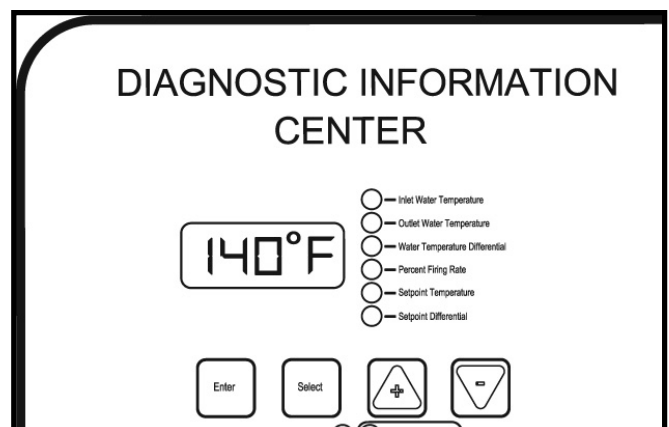 DIAGNOSTIC INFORMATION
CENTER
140°F
Inlet Water Temperature
Outlet Water Temperature
Water Temperature Differential
Percent Firing Rate
Setpoint Temperature
Setpoint Differential
Enter
Select
+
-